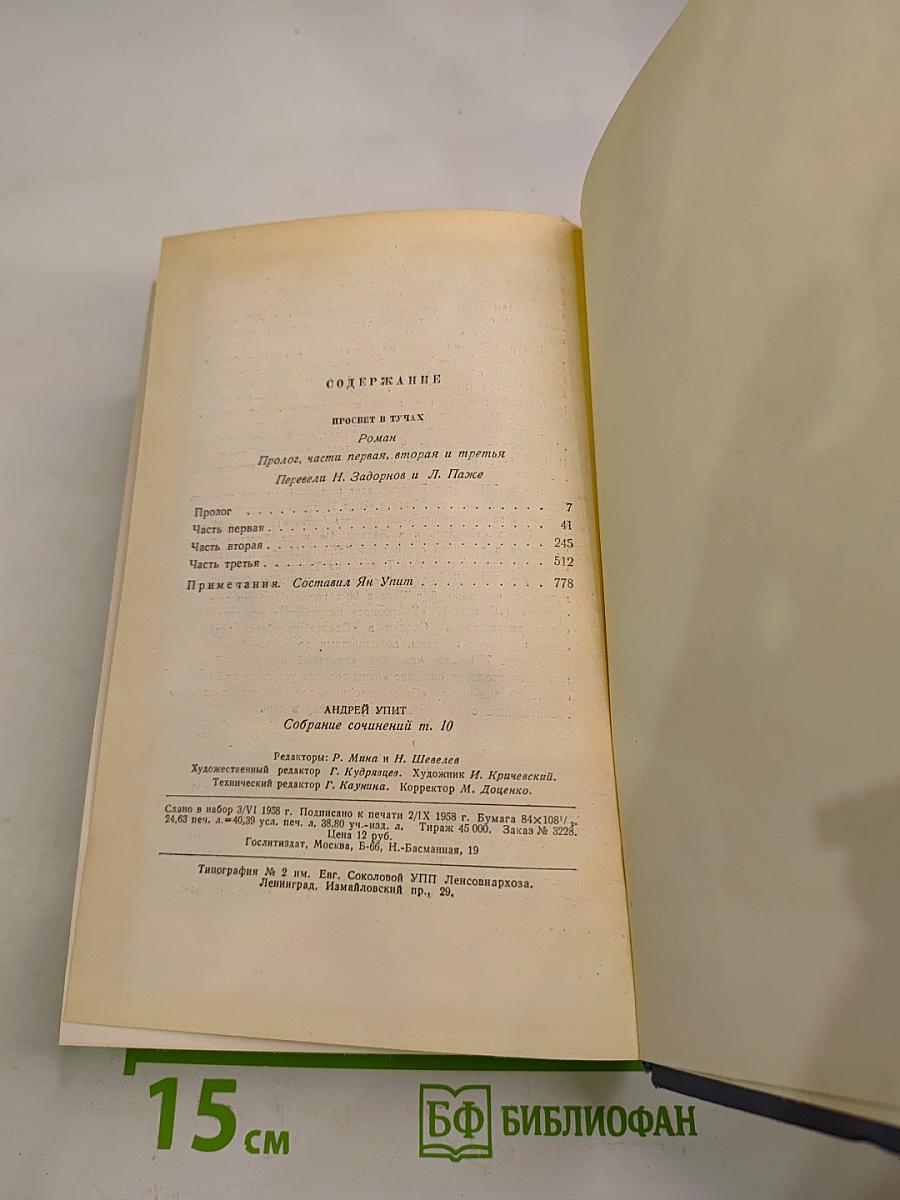 СОДЕРЖАНИЕ
ПРОСВЕТ В ТУЧАХ
Роман
Пролог, части первая, вторая и третья
Перевели Н. Задорнов и Л. Паже
Пролог . . . . . . . . . . . . . . . . . . . . . . 7
Часть первая . . . . . . . . . . . . . . . . . . . . 41
Часть вторая . . . . . . . . . . . . . . . . . . . . 245
Часть третья . . . . . . . . . . . . . . . . . . . . 512
Примечания. Составил Ян Упит . . . . . . . . . . 778
АНДРЕЙ УПИТ
Собрание сочинений т. 10
Редакторы: Р. Мина и Н. Шевелев
Художественный редактор Г. Кудрявцев. Художник И. Кричевский.
Технический редактор Г. Каунина. Корректор М. Доценко.
Сдано в набор 3/VI 1958 г. Подписано к печати 2/IX 1958 г. Бумага 84×108¹/
24,63 печ. л.=40,39 усл. печ. л. 38,80 уч.-изд. л. Тираж 45 000. Заказ № 3228.
Цена 12 руб.
Гослитиздат, Москва, Б-66, Н.-Басманная, 19
Типография № 2 им. Евг. Соколовой УПП Ленсовнархоза.
Ленинград, Измайловский пр., 29.
15 см
БФ БИБЛИОФАН